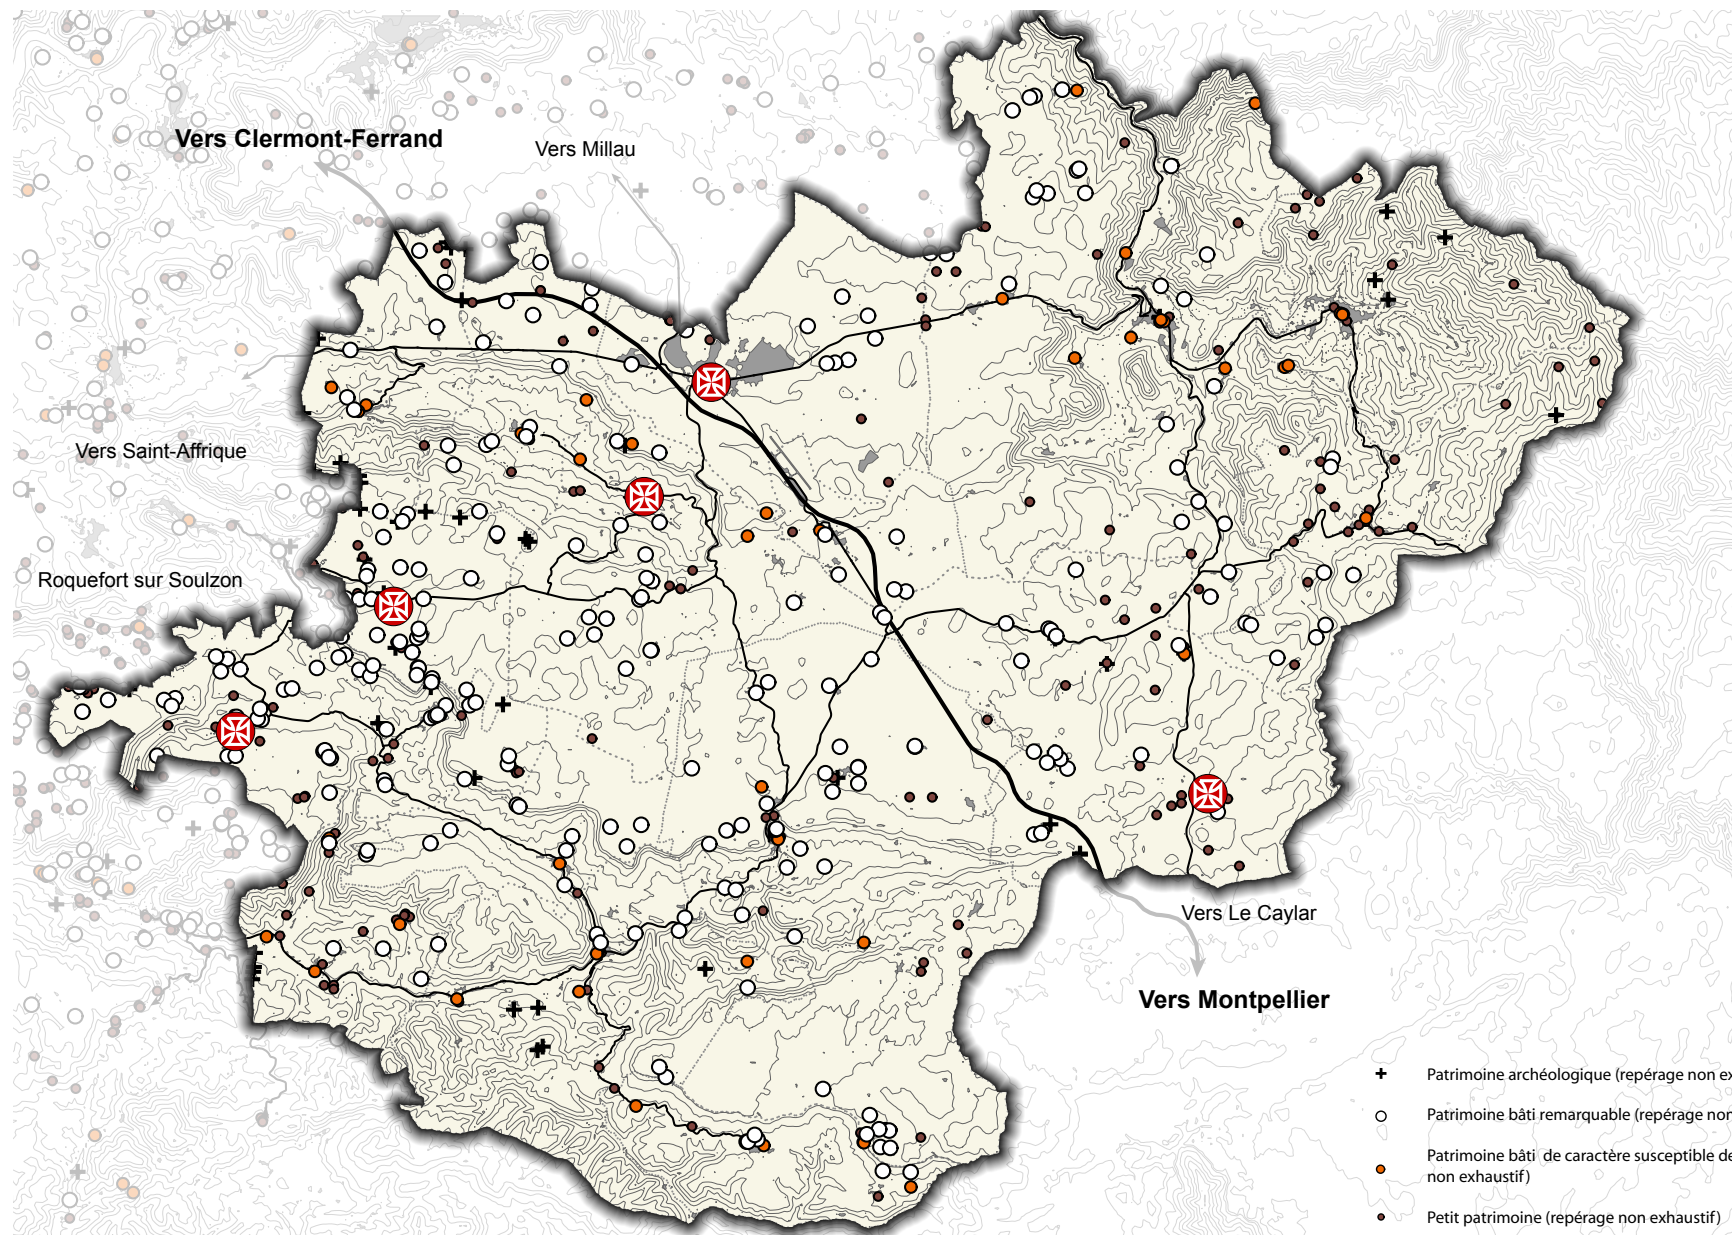 Vers Clermont-Ferrand
Vers Millau
Vers Saint-Affrique
Roquefort sur Soulzon
Vers Le Caylar
Vers Montpellier
Patrimoine archéologique (repérage non ex
Patrimoine bâti remarquable (repérage non
Patrimoine bâti de caractère susceptible de
non exhaustif)
Petit patrimoine (repérage non exhaustif)